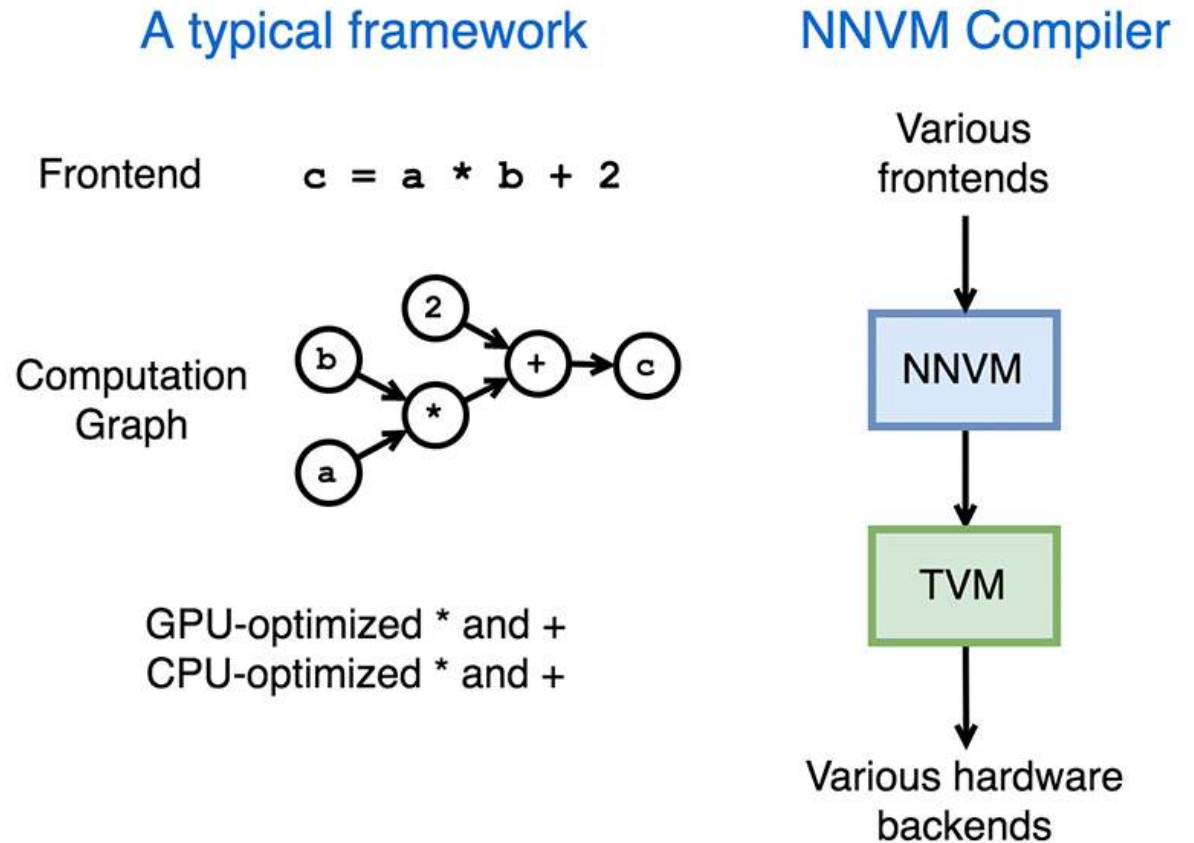 A typical framework
NNVM Compiler
Frontend
c = a * b + 2
Various
frontends
2
b
+
c
*
a
Computation
Graph
NNVM
TVM
GPU-optimized * and +
CPU-optimized * and +
Various hardware
backends